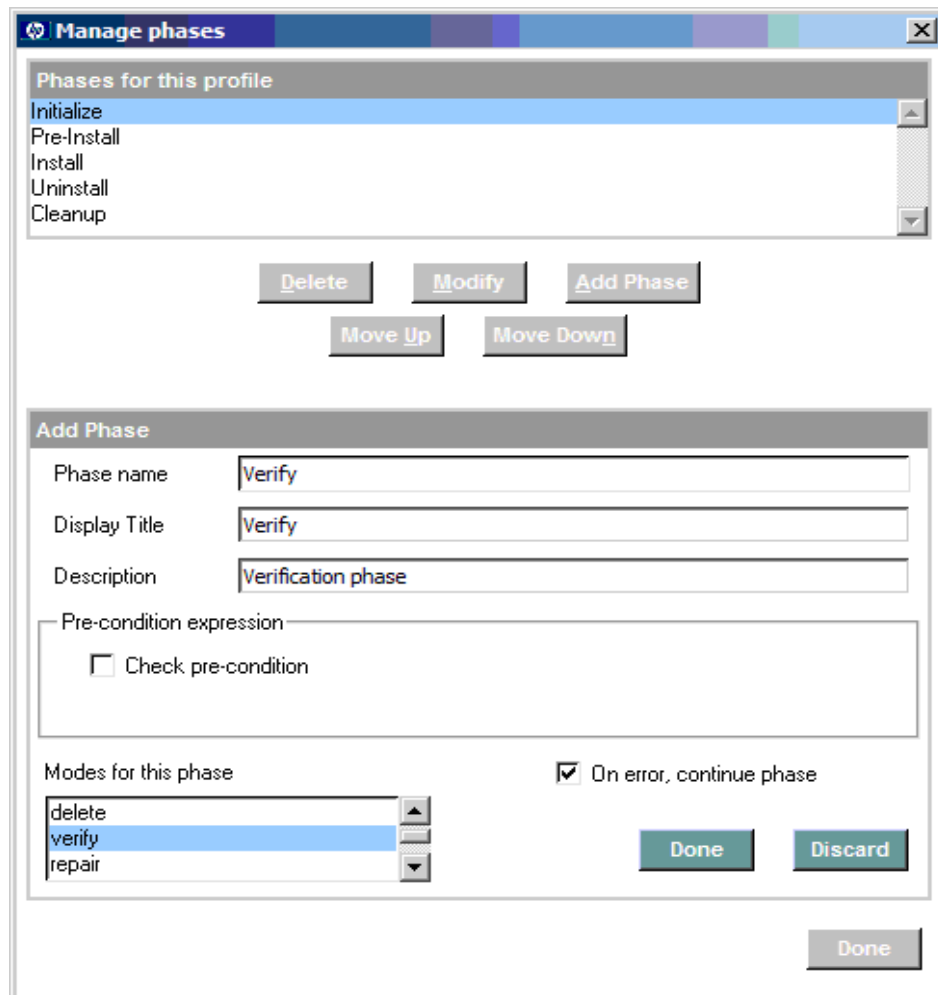 Manage phases
Phases for this profile
Initialize
Pre-Install
Install
Uninstall
Cleanup
Delete Modify Add Phase
Move Up Move Down
Add Phase
Phase name Verify
Display Title Verify
Description Verification phase
Pre-condition expression
Check pre-condition
Modes for this phase On error, continue phase
delete
verify
repair
Done Discard
Done